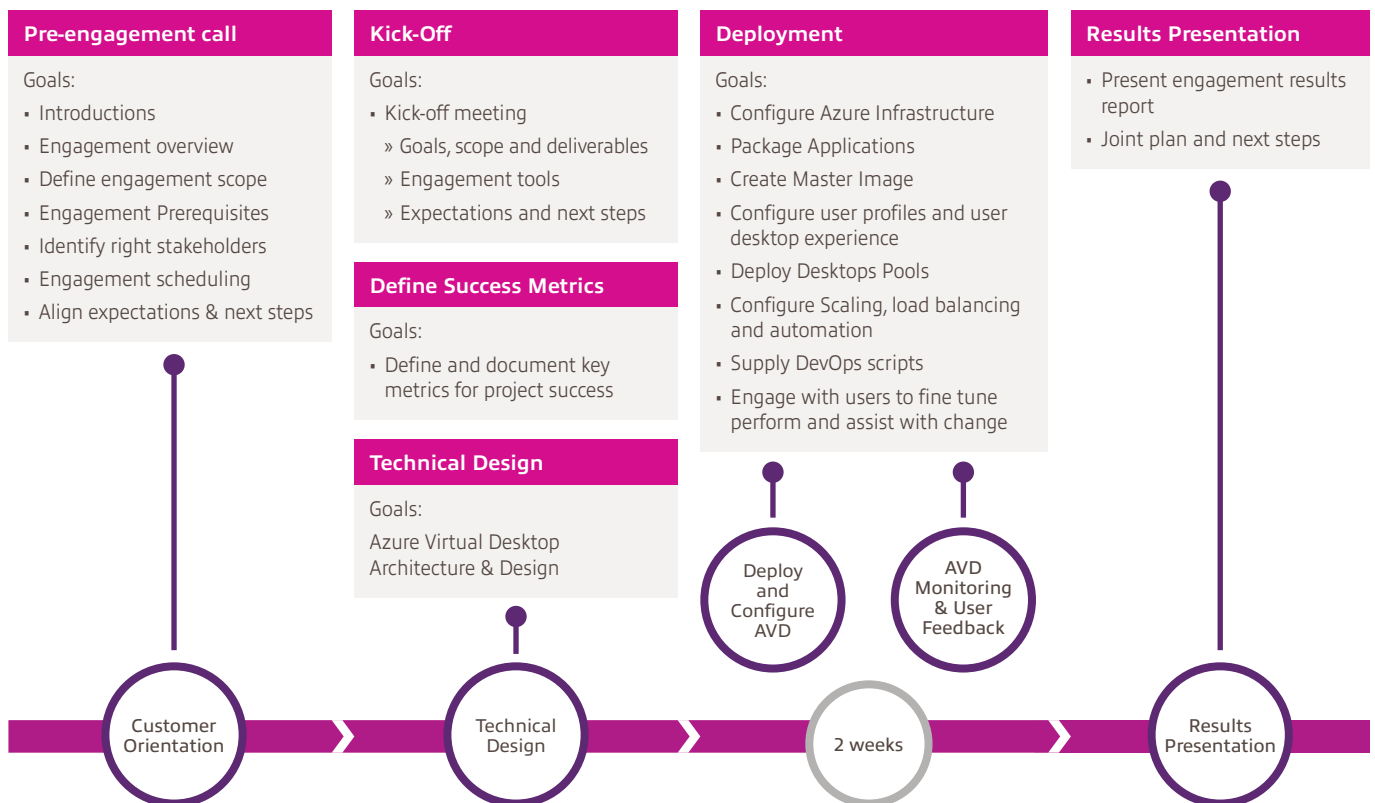 Pre-engagement call
Goals:
▪ Introductions
▪ Engagement overview
▪ Define engagement scope
▪ Engagement Prerequisites
▪ Identify right stakeholders
▪ Engagement scheduling
▪ Align expectations & next steps
Kick-Off
Goals:
▪ Kick-off meeting
» Goals, scope and deliverables
» Engagement tools
» Expectations and next steps
Define Success Metrics
Goals:
▪ Define and document key
metrics for project success
Technical Design
Goals:
Azure Virtual Desktop
Architecture & Design
Deployment
Goals:
▪ Configure Azure Infrastructure
▪ Package Applications
▪ Create Master Image
▪ Configure user profiles and user
desktop experience
▪ Deploy Desktops Pools
▪ Configure Scaling, load balancing
and automation
▪ Supply DevOps scripts
▪ Engage with users to fine tune
perform and assist with change
Results Presentation
▪ Present engagement results
report
▪ Joint plan and next steps
Deploy
and
Configure
AVD
AVD
Monitoring
& User
Feedback
Customer
Orientation
Technical
Design
2 weeks
Results
Presentation